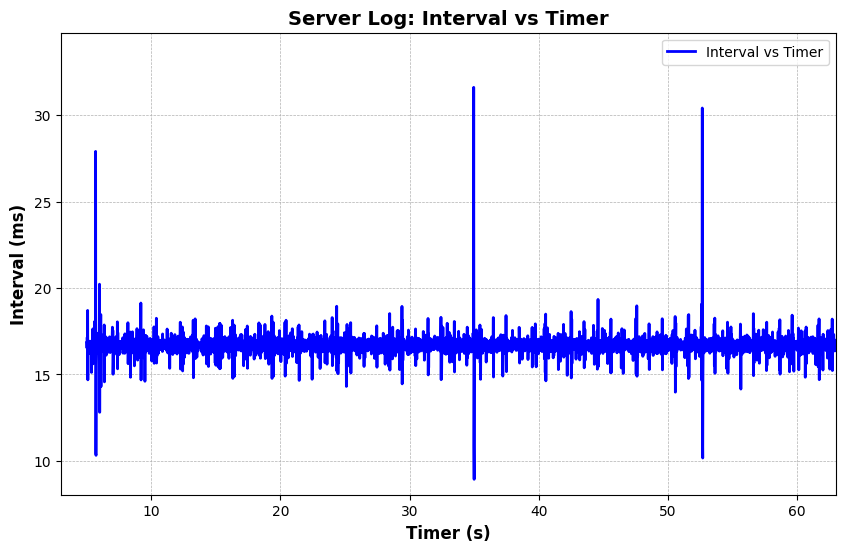 Server Log: Interval vs Timer
Interval vs Timer
30
25
20
15
10
Interval (ms)
10 20 30 40 50 60
Timer (s)